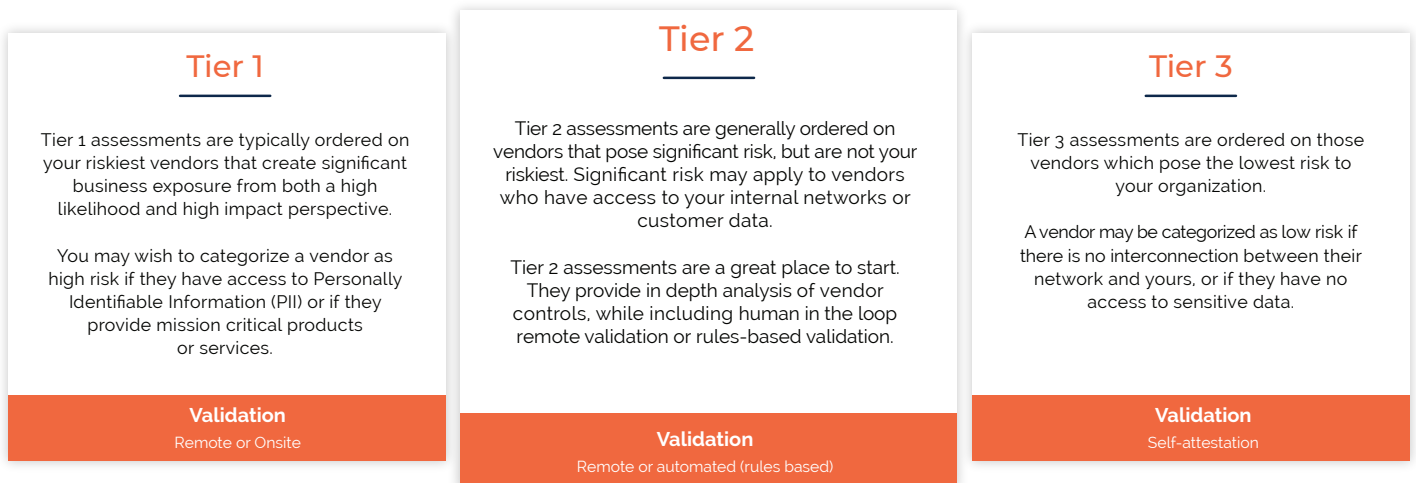 Tier 1
Tier 1 assessments are typically ordered on
your riskiest vendors that create significant
business exposure from both a high
likelihood and high impact perspective.
You may wish to categorize a vendor as
high risk if they have access to Personally
Identifiable Information (PII) or if they
provide mission critical products
or services.
Validation
Remote or Onsite
Tier 2
Tier 2 assessments are generally ordered on
vendors that pose significant risk, but are not your
riskiest. Significant risk may apply to vendors
who have access to your internal networks or
customer data.
Tier 2 assessments are a great place to start.
They provide in depth analysis of vendor
controls, while including human in the loop
remote validation or rules-based validation.
Validation
Remote or automated (rules based)
Tier 3
Tier 3 assessments are ordered on those
vendors which pose the lowest risk to
your organization.
A vendor may be categorized as low risk if
there is no interconnection between their
network and yours, or if they have no
access to sensitive data.
Validation
Self-attestation